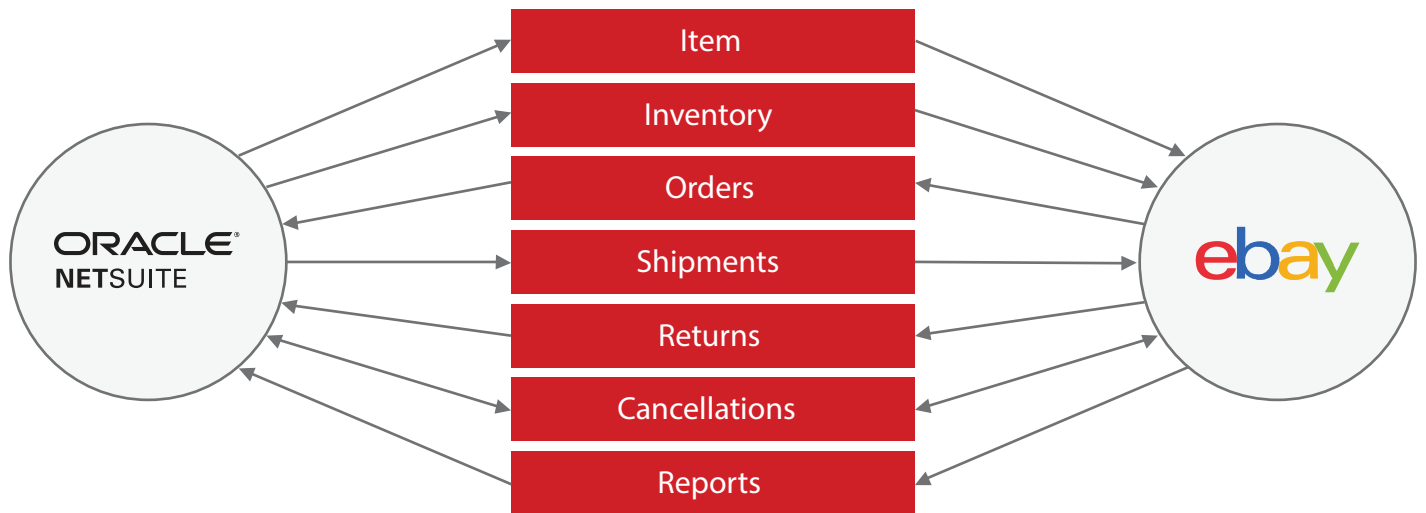 Item
Inventory
Orders
Shipments
Returns
Cancellations
Reports
ORACLE®
NETSUITE
ebay